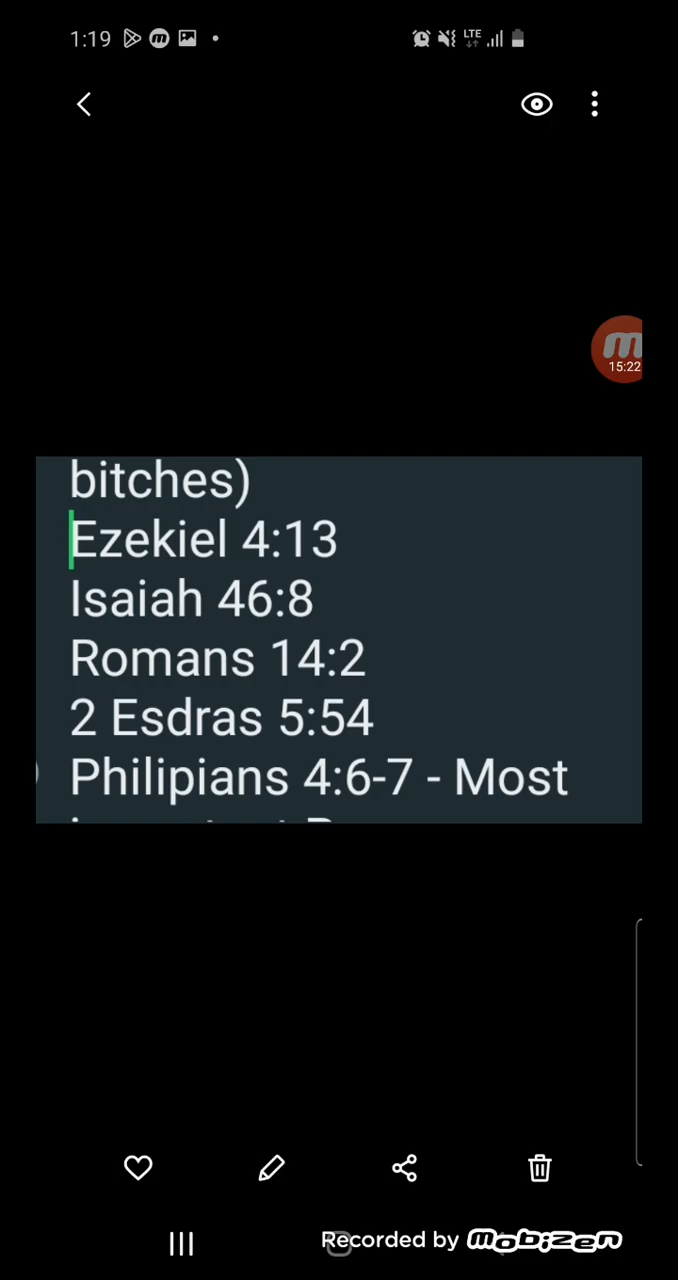 1:19
LTE
m
15:22
bitches)
Ezekiel 4:13
Isaiah 46:8
Romans 14:2
2 Esdras 5:54
Philipians 4:6-7 - Most
Recorded by mobizen